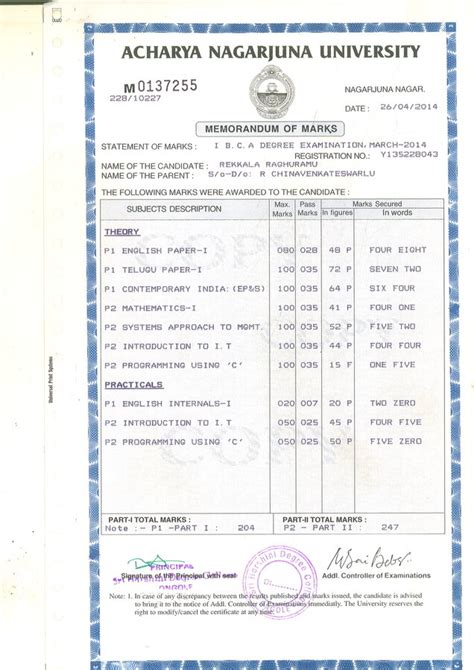 ACHARYA NAGARJUNA UNIVERSITY
M0137255
228/10227
NAGARJUNA NAGAR.
DATE : 26/04/2014
MEMORANDUM OF MARKS
STATEMENT OF MARKS : I B.C.A DEGREE EXAMINATION, MARCH-2014
REGISTRATION NO.: Y135228043
NAME OF THE CANDIDATE : REKKALA RAGHURAMU
NAME OF THE PARENT : S/o-D/o: R CHINAVENKATESWARLU
THE FOLLOWING MARKS WERE AWARDED TO THE CANDIDATE :
SUBJECTS DESCRIPTION Max. Marks Pass Marks Marks Secured In figures In words
THEORY
P1 ENGLISH PAPER-I 080 028 48 P FOUR EIGHT
P1 TELUGU PAPER-I 100 035 72 P SEVEN TWO
P1 CONTEMPORARY INDIA:(EP&S) 100 035 64 P SIX FOUR
P2 MATHEMATICS-I 100 035 41 P FOUR ONE
P2 SYSTEMS APPROACH TO MGMT. 100 035 52 P FIVE TWO
P2 INTRODUCTION TO I.T 100 035 44 P FOUR FOUR
P2 PROGRAMMING USING 'C' 100 035 15 F ONE FIVE
PRACTICALS
P1 ENGLISH INTERNALS-I 020 007 20 P TWO ZERO
P2 INTRODUCTION TO I.T 050 025 45 P FOUR FIVE
P2 PROGRAMMING USING 'C' 050 025 50 P FIVE ZERO
PART-I TOTAL MARKS : PART-II TOTAL MARKS :
Note :- P1 -PART I : 204 P2 - PART II : 247
PRINCIPAL
Signature of the Principal with seal
ONGOLE
Degree
Addl. Controller of Examinations
Note: 1. In case of any discrepancy between the results published and marks issued, the candidate is advised
to bring it to the notice of Addl. Controller of Examinations immediately. The University reserves the
right to modify/cancel the certificate at any time.
Universal Print Systems